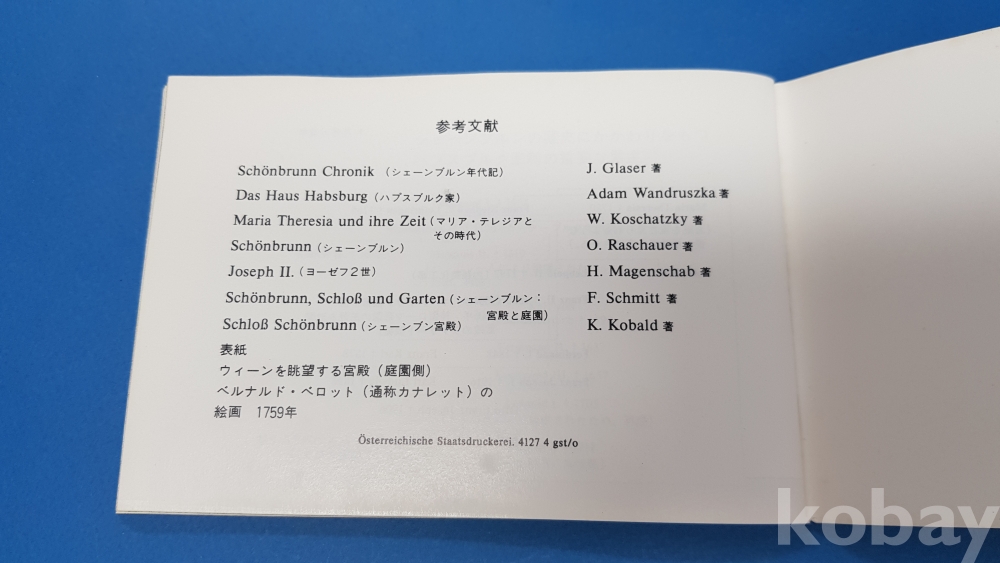 参考文献
Schönbrunn Chronik （シェーンブルン年代記） J. Glaser 著
Das Haus Habsburg （ハプスブルク家） Adam Wandruszka 著
Maria Theresia und ihre Zeit （マリア・テレジアと W. Koschatzky 著
その時代）
Schönbrunn （シェーンブルン） O. Raschauer 著
Joseph II. （ヨーゼフ２世） H. Magenschab 著
Schönbrunn, Schloß und Garten （シェーンブルン： F. Schmitt 著
宮殿と庭園）
Schloß Schönbrunn （シェーンブン宮殿） K. Kobald 著
表紙
ウィーンを眺望する宮殿（庭園側）
ベルナルド・ベロット（通称カナレット）の
絵画　1759年
Österreichische Staatsdruckerei. 4127 4 gst/o
kobay